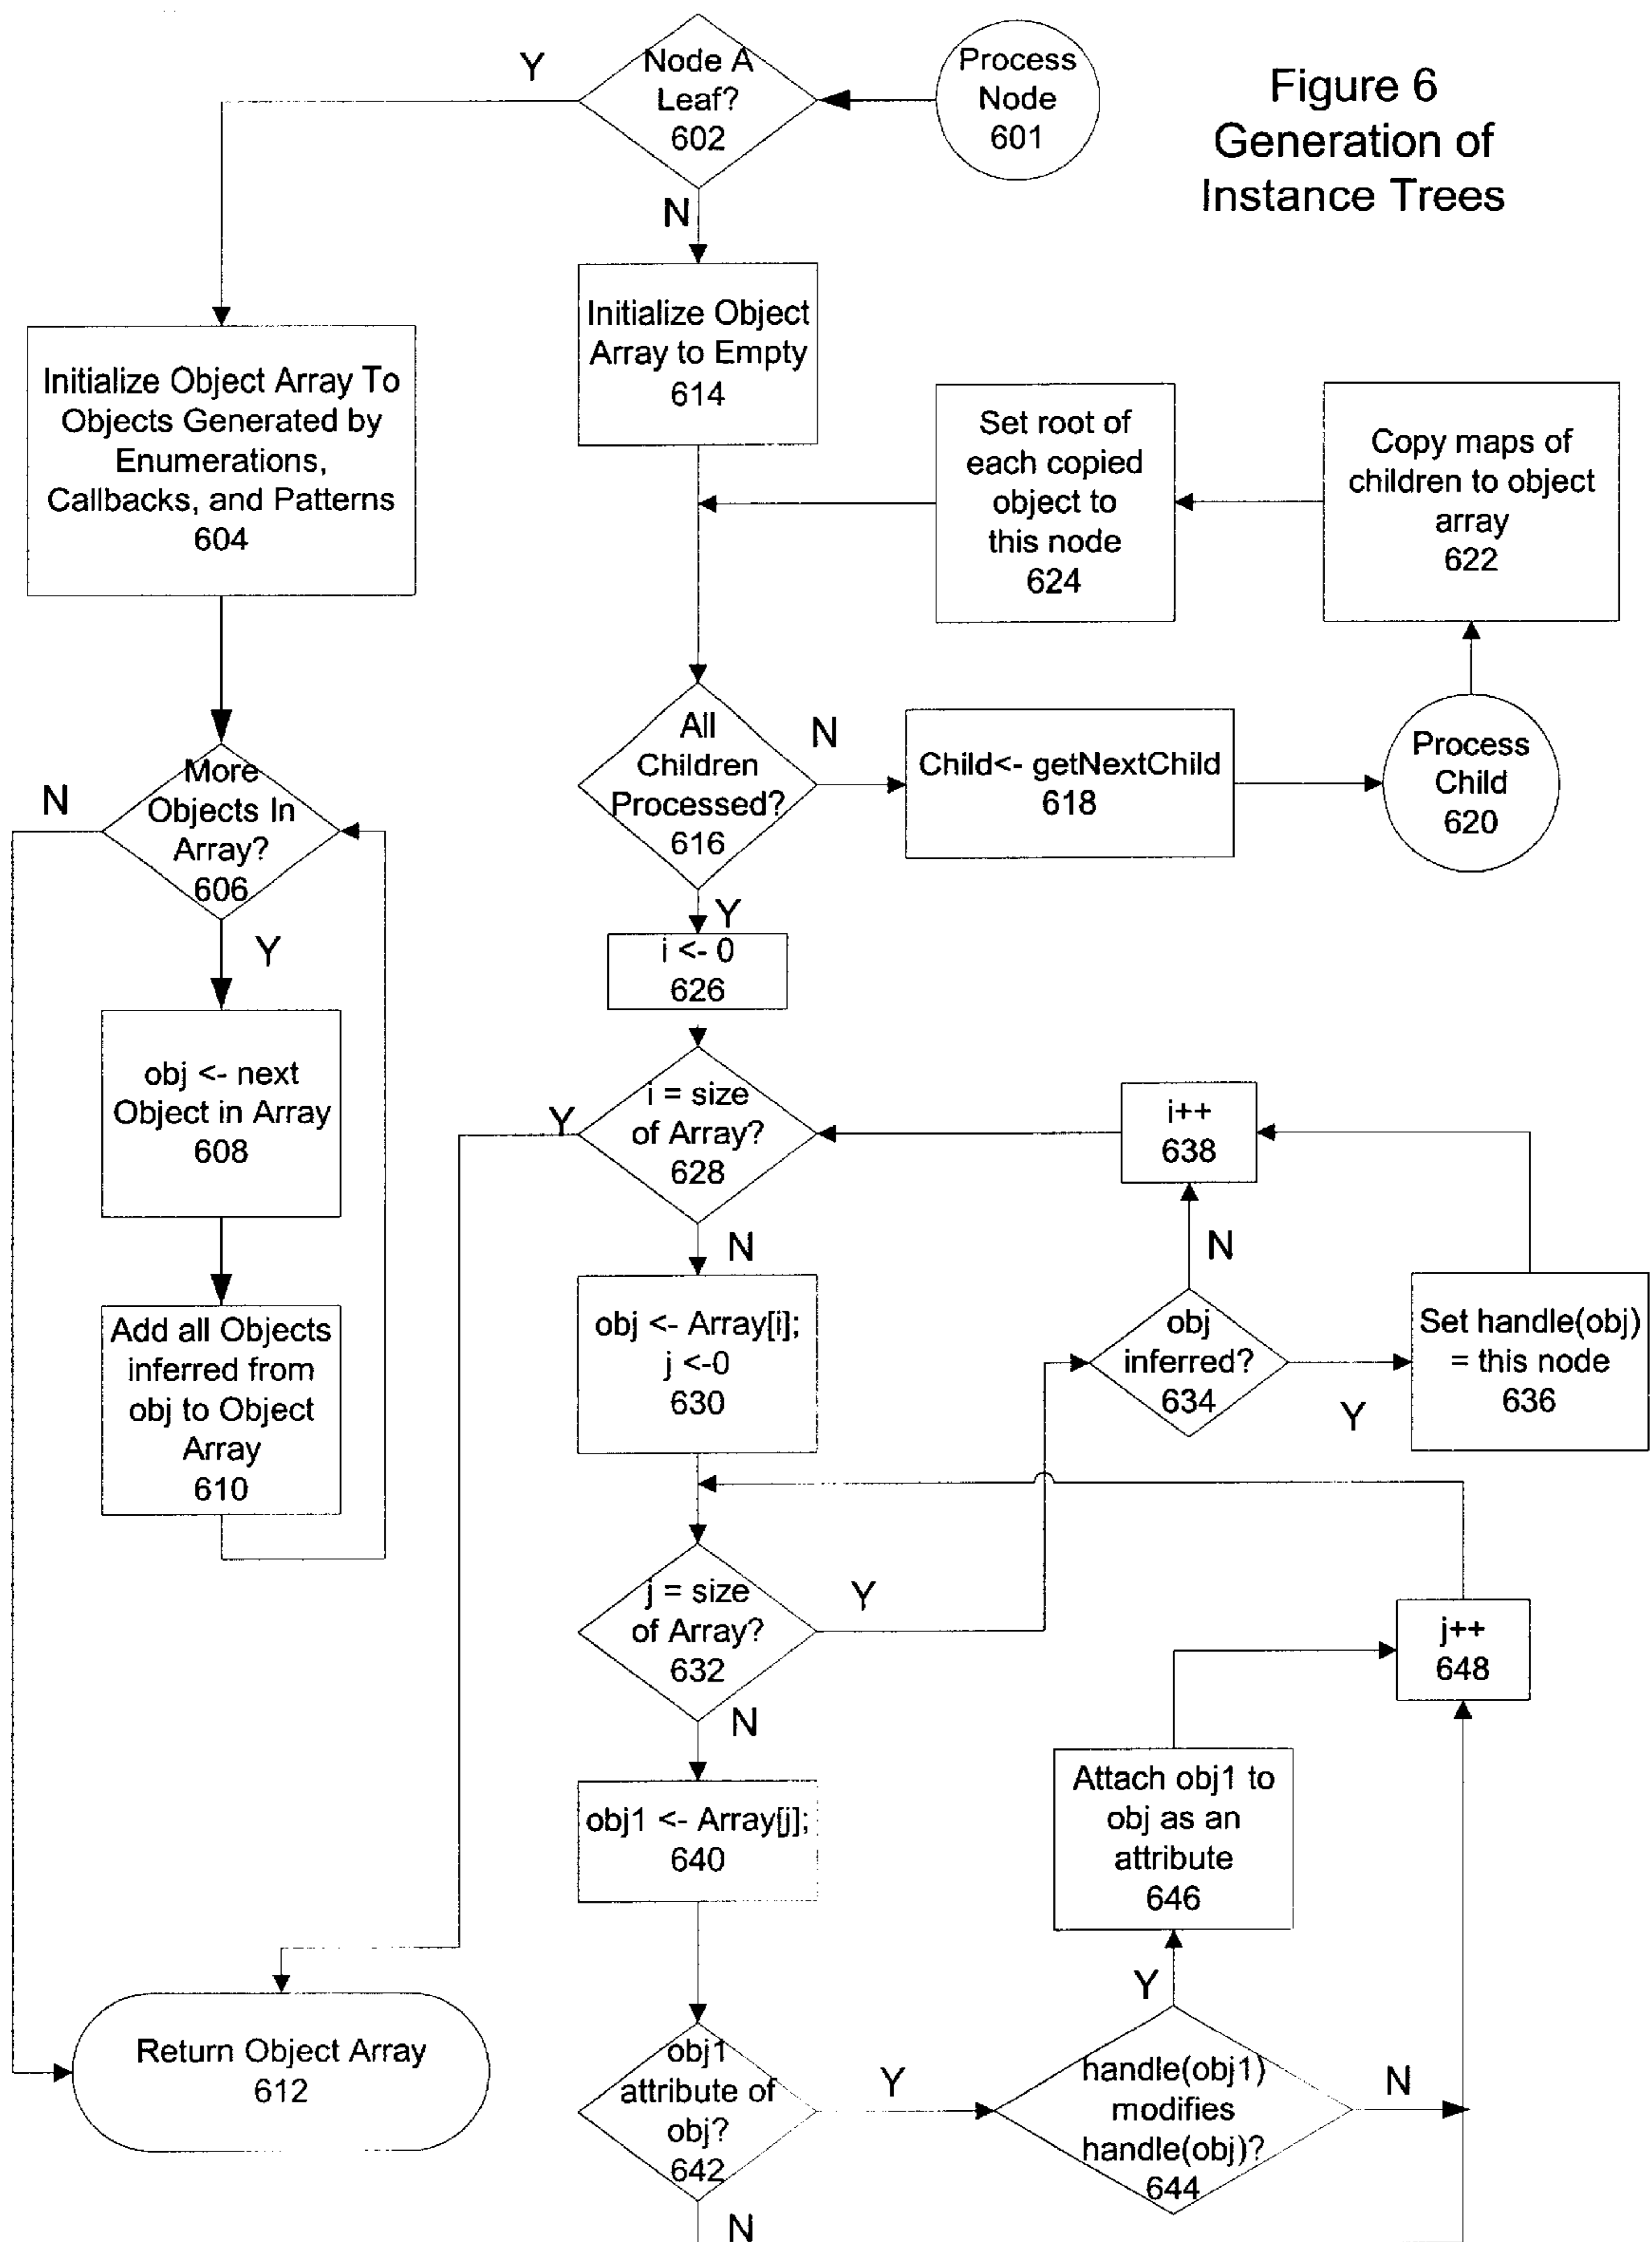 Figure 6
Generation of
Instance Trees
Process
Node
601
Node A
Leaf?
602
Y
N
Initialize Object Array To
Objects Generated by
Enumerations,
Callbacks, and Patterns
604
More
Objects In
Array?
606
N
Y
obj <- next
Object in Array
608
Add all Objects
inferred from
obj to Object
Array
610
Return Object Array
612
Initialize Object
Array to Empty
614
All
Children
Processed?
616
N
Y
Child<- getNextChild
618
Process
Child
620
Copy maps of
children to object
array
622
Set root of
each copied
object to
this node
624
i <- 0
626
i = size
of Array?
628
Y
N
obj <- Array[i];
j <-0
630
j = size
of Array?
632
Y
N
obj
inferred?
634
N
Y
Set handle(obj)
= this node
636
i++
638
obj1 <- Array[j];
640
obj1
attribute of
obj?
642
Y
N
handle(obj1)
modifies
handle(obj)?
644
Y
N
Attach obj1 to
obj as an
attribute
646
j++
648